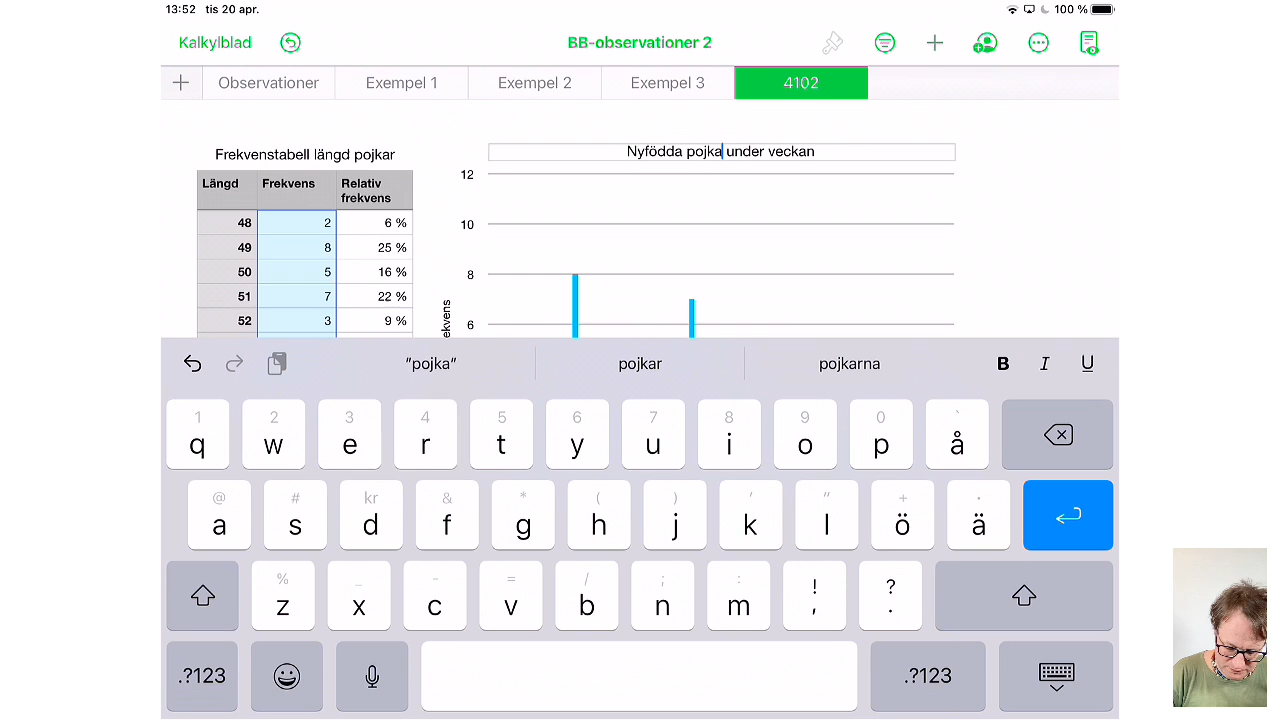 13:52 tis 20 apr. 100 %
Kalkylblad BB-observationer 2
Observationer Exempel 1 Exempel 2 Exempel 3 4102
Frekvenstabell längd pojkar
Längd Frekvens Relativ frekvens
48 2 6 %
49 8 25 %
50 5 16 %
51 7 22 %
52 3 9 %
Nyfödda pojka under veckan
12
10
8
6
ekvens
"pojka" pojkar pojkarna B I U
1 2 3 4 5 6 7 8 9 0 `
q w e r t y u i o p å
@ # kr & * ( ) ' " + ·
a s d f g h j k l ö ä
% _ - = / ; : ! ?
z x c v b n m , .
.?123 .?123